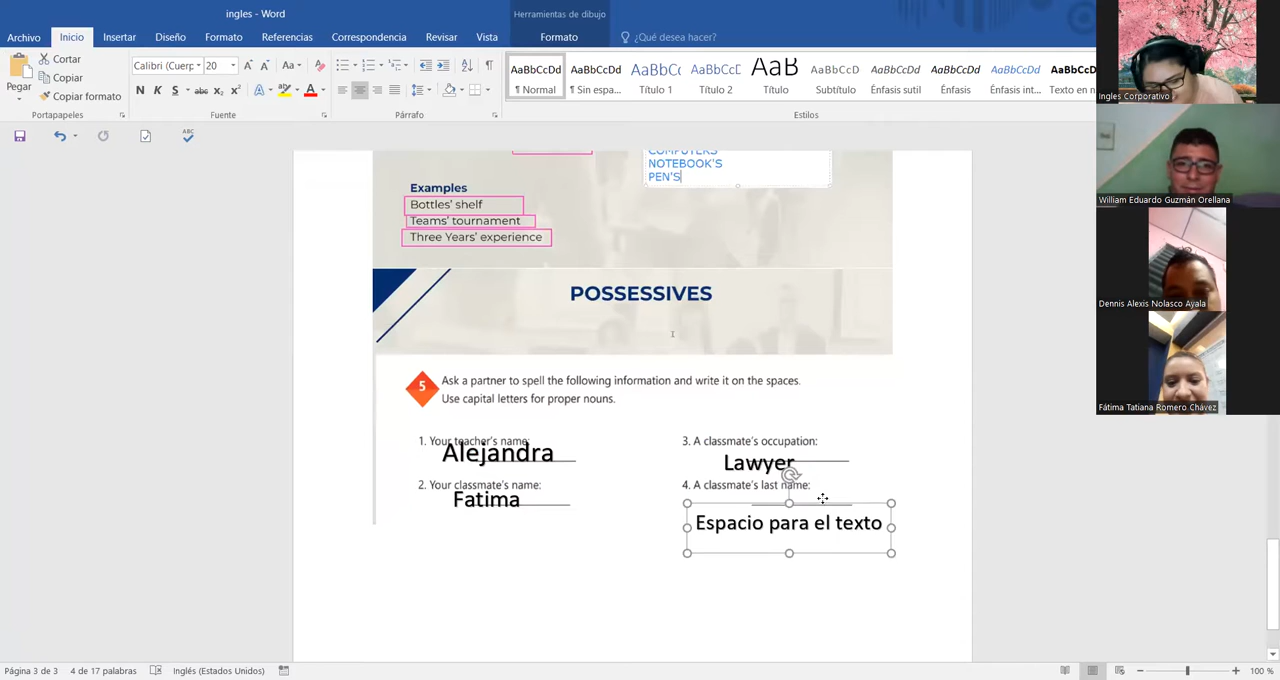 ingles - Word
Herramientas de dibujo
Archivo
Inicio
Insertar
Diseño
Formato
Referencias
Correspondencia
Revisar
Vista
Formato
¿Qué desea hacer?
Pegar
Cortar
Copiar
Copiar formato
Portapapeles
Calibri (Cuerp
20
Fuente
Párrafo
AaBbCcDd
¶ Normal
AaBbCcDd
¶ Sin espa...
AaBbCc
Título 1
AaBbCcD
Título 2
AaB
Título
AaBbCcD
Subtítulo
AaBbCcDd
Énfasis sutil
AaBbCcDd
Énfasis
AaBbCcDd
Énfasis int...
AaBbCcD
Texto en n
Estilos
COMPUTERS
NOTEBOOK'S
PEN'S
Examples
Bottles' shelf
Teams' tournament
Three Years' experience
POSSESSIVES
5
Ask a partner to spell the following information and write it on the spaces.
Use capital letters for proper nouns.
1. Your teacher's name:
Alejandra
2. Your classmate's name:
Fatima
3. A classmate's occupation:
Lawyer
4. A classmate's last name:
Espacio para el texto
Ingles Corporativo
William Eduardo Guzmán Orellana
Dennis Alexis Nolasco Ayala
Fátima Tatiana Romero Chávez
Página 3 de 3
4 de 17 palabras
Inglés (Estados Unidos)
100 %